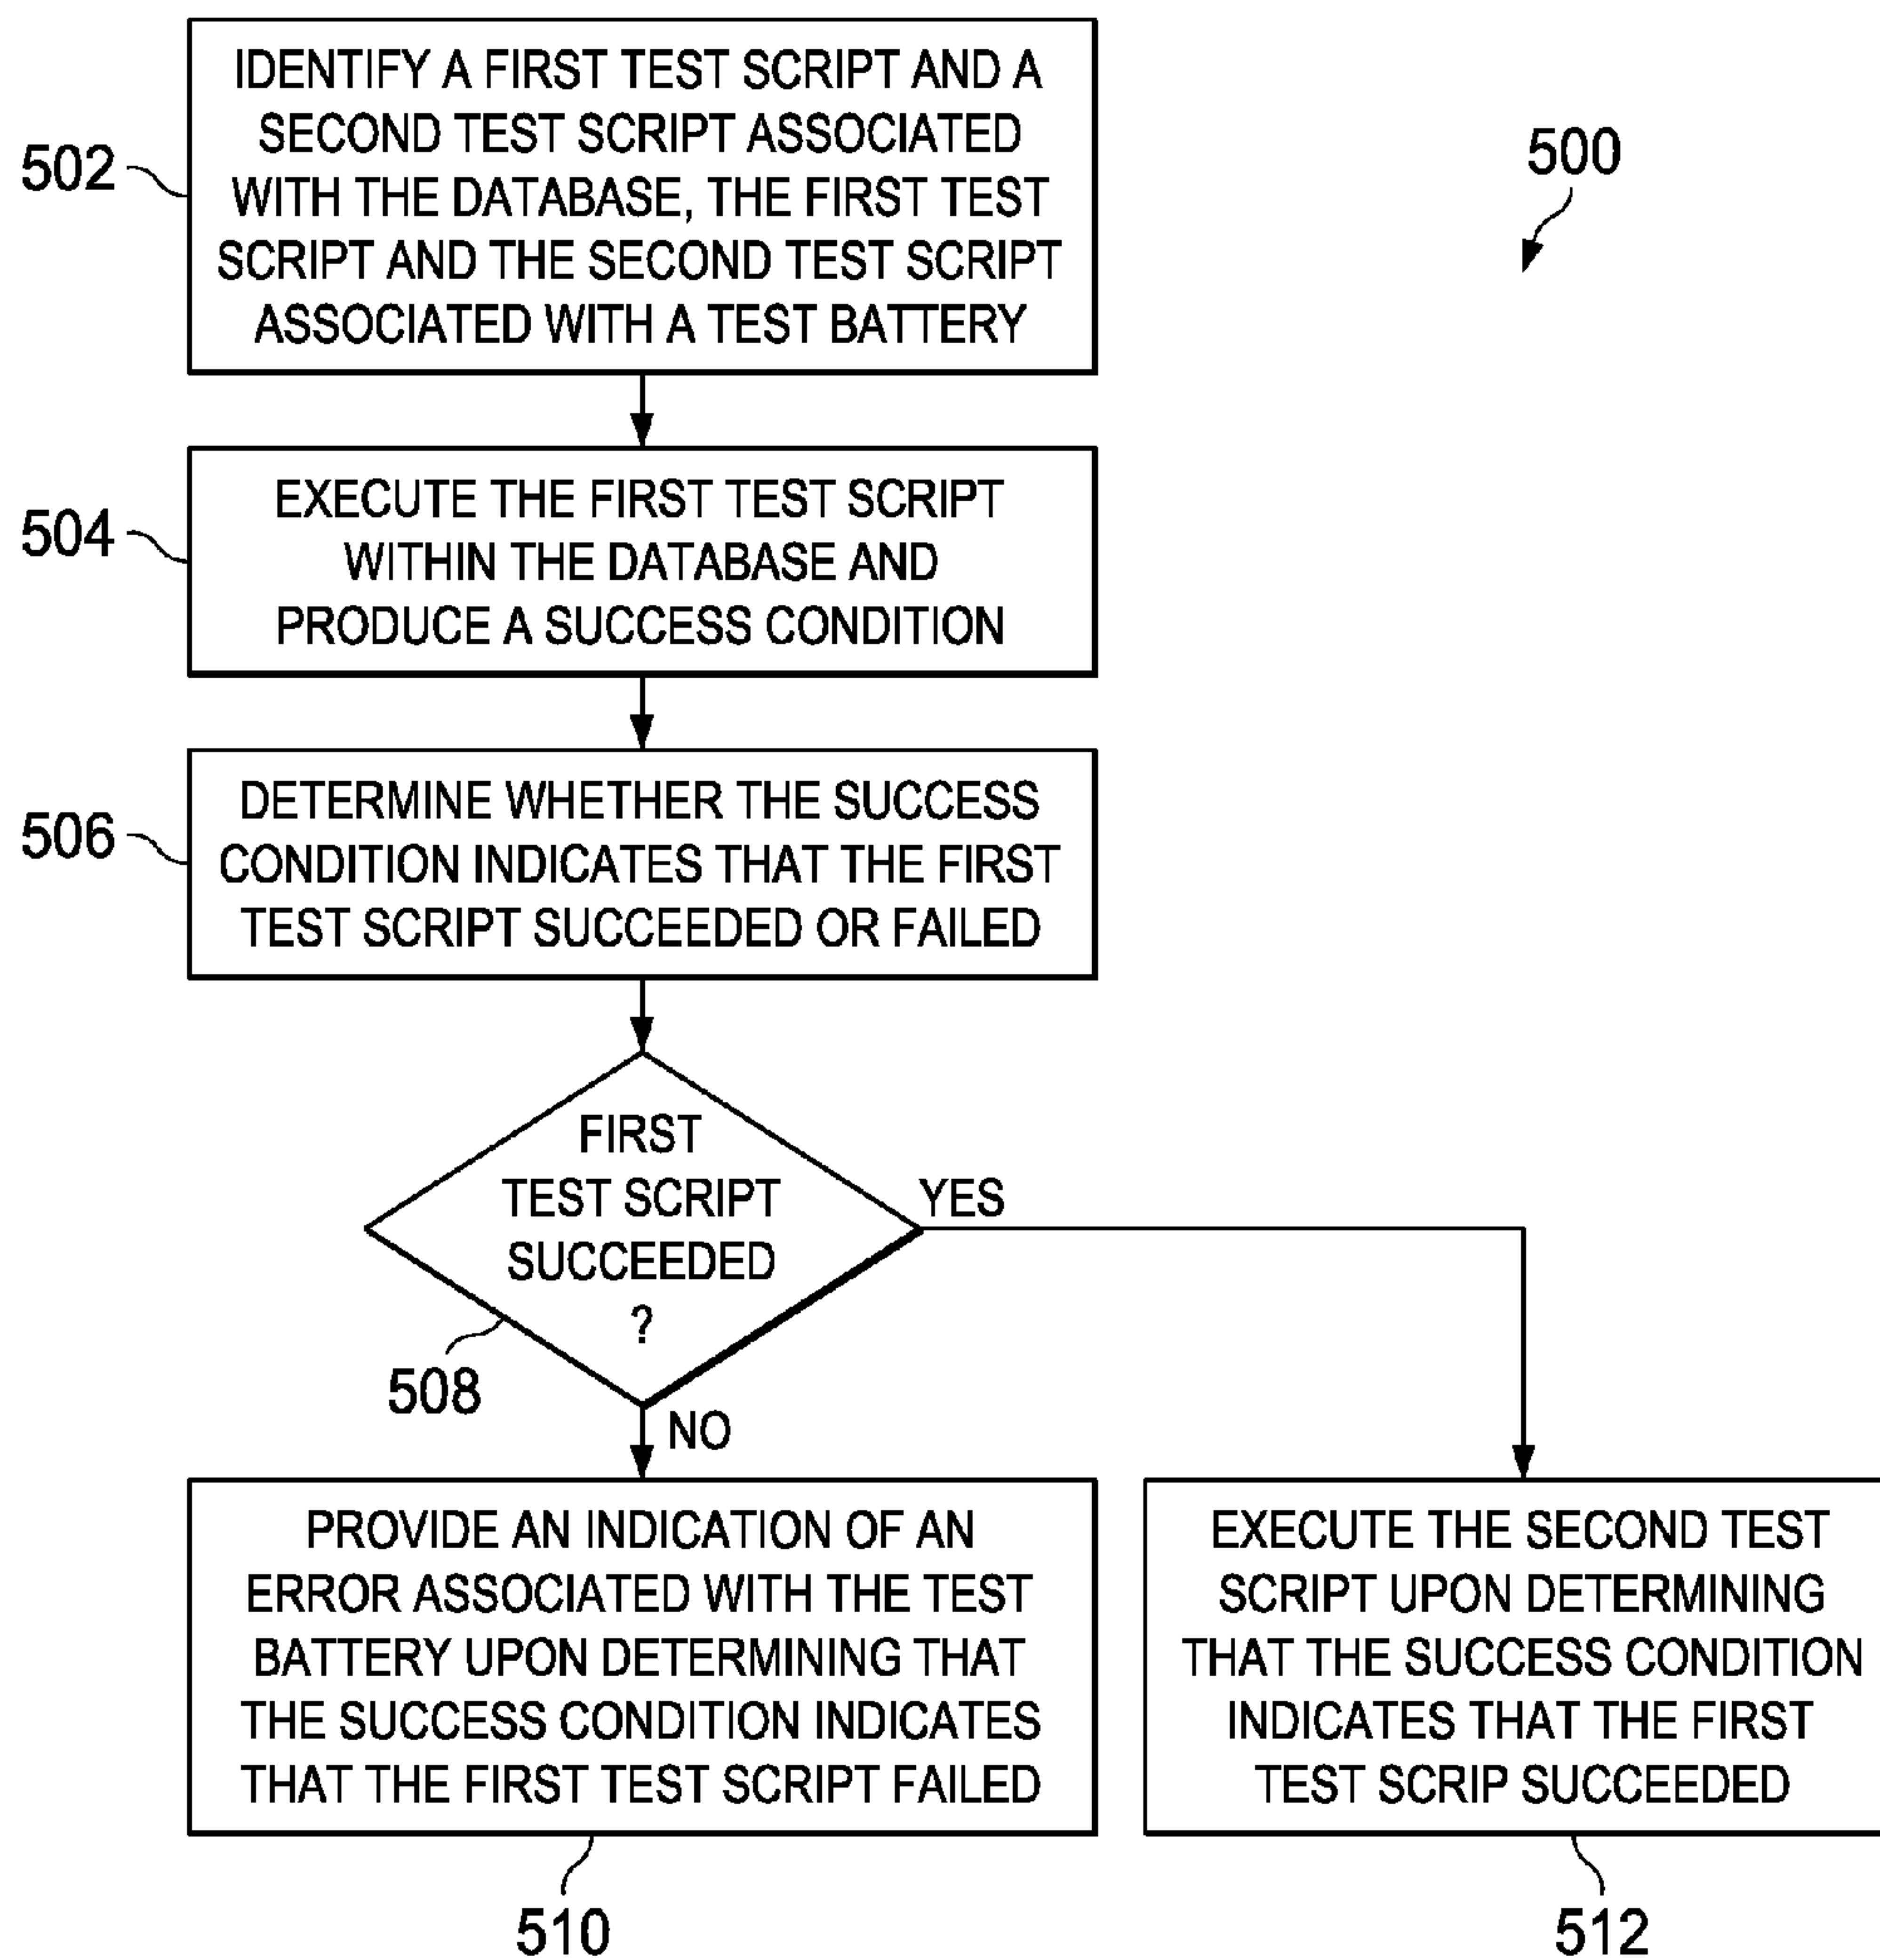 502
IDENTIFY A FIRST TEST SCRIPT AND A
SECOND TEST SCRIPT ASSOCIATED
WITH THE DATABASE, THE FIRST TEST
SCRIPT AND THE SECOND TEST SCRIPT
ASSOCIATED WITH A TEST BATTERY
500
504
EXECUTE THE FIRST TEST SCRIPT
WITHIN THE DATABASE AND
PRODUCE A SUCCESS CONDITION
506
DETERMINE WHETHER THE SUCCESS
CONDITION INDICATES THAT THE FIRST
TEST SCRIPT SUCCEEDED OR FAILED
FIRST
TEST SCRIPT
SUCCEEDED
?
YES
508
NO
PROVIDE AN INDICATION OF AN
ERROR ASSOCIATED WITH THE TEST
BATTERY UPON DETERMINING THAT
THE SUCCESS CONDITION INDICATES
THAT THE FIRST TEST SCRIPT FAILED
510
EXECUTE THE SECOND TEST
SCRIPT UPON DETERMINING
THAT THE SUCCESS CONDITION
INDICATES THAT THE FIRST
TEST SCRIP SUCCEEDED
512